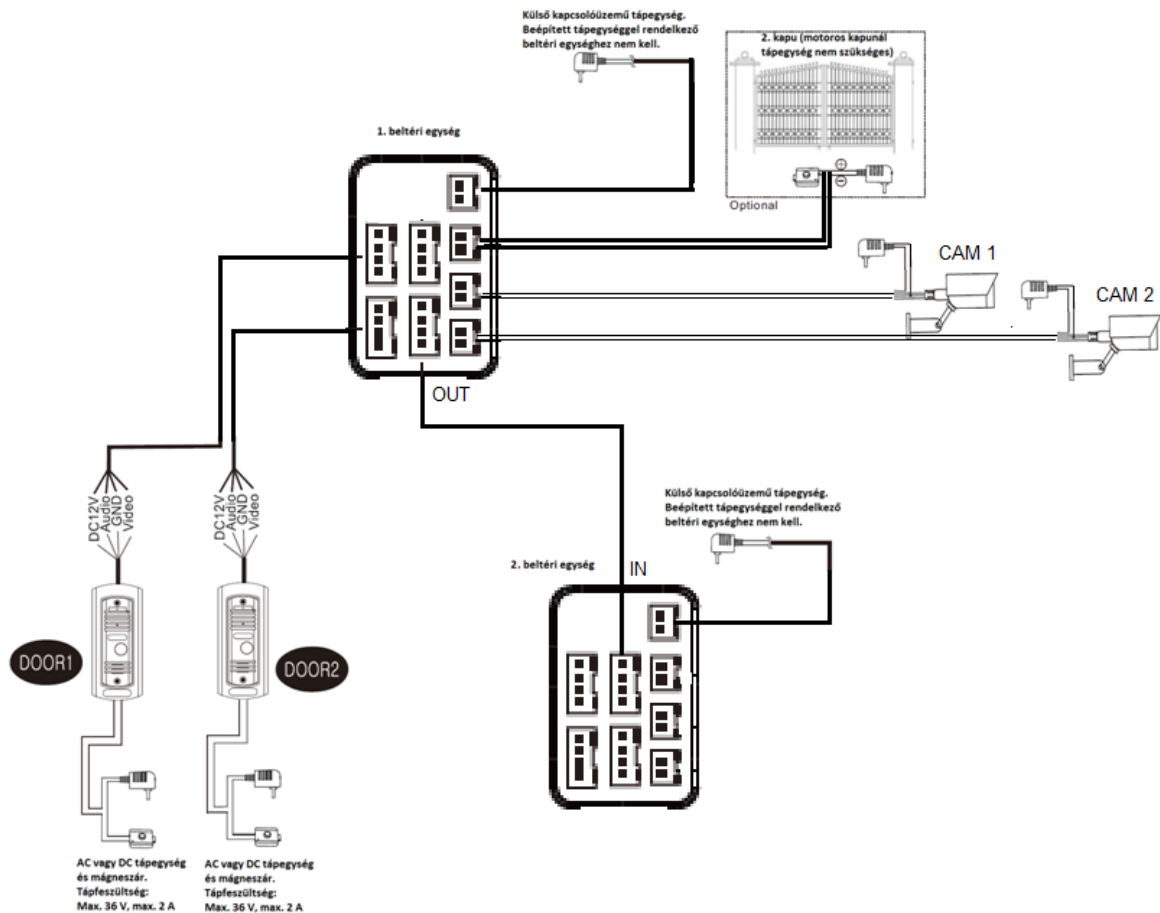 Külső kapcsolóüzemű tápegység.
Beépített tápegységgel rendelkező
beltéri egységhez nem kell.
2. kapu (motoros kapunál
tápegység nem szükséges)
1. beltéri egység
+
−
Optional
CAM 1
CAM 2
OUT
DC12V
Audio
GND
Video
DC12V
Audio
GND
Video
Külső kapcsolóüzemű tápegység.
Beépített tápegységgel rendelkező
beltéri egységhez nem kell.
2. beltéri egység
IN
DOOR1
DOOR2
AC vagy DC tápegység
és mágneszár.
Tápfeszültség:
Max. 36 V, max. 2 A
AC vagy DC tápegység
és mágneszár.
Tápfeszültség:
Max. 36 V, max. 2 A